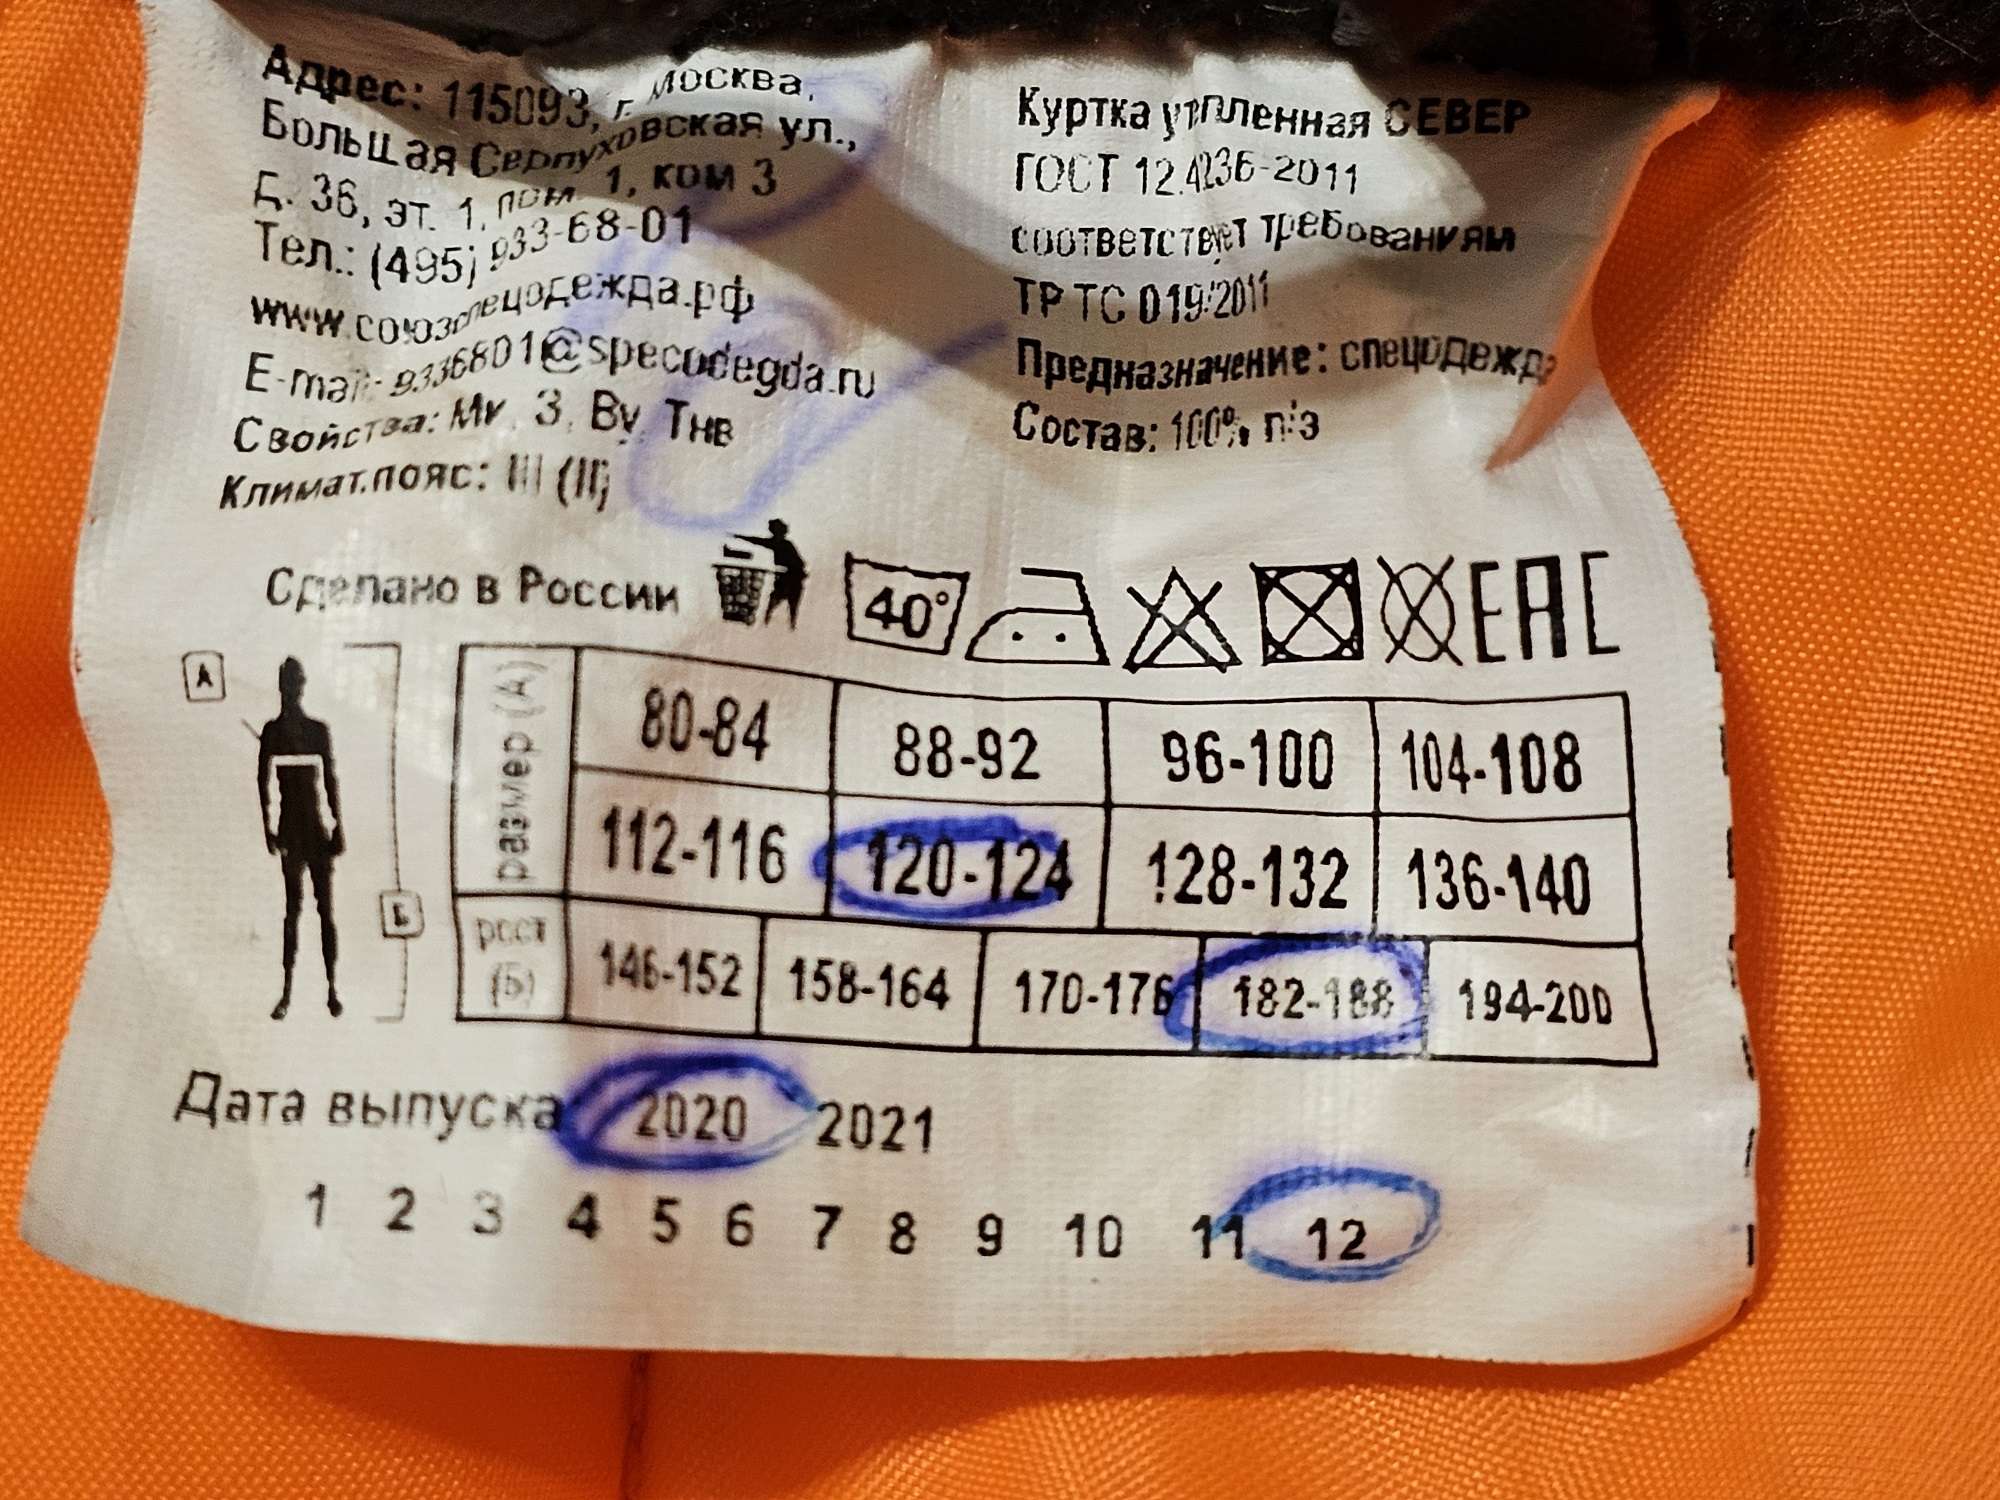 Адрес: 115093, г. Москва,
Большая Серпуховская ул.,
д. 36, эт. 1, пом. 1, ком 3
Тел.: (495) 933-68-01
www.союзспецодежда.рф
E-mail: 9336801@specodegda.ru
Свойства: Ми, З, Ву, Тнв
Климат.пояс: III (II)
Куртка утпленная СЕВЕР
ГОСТ 12.4.236-2011
соответствует требованиям
ТР ТС 019/2011
Предназначение: спецодежда
Состав: 100% п/э
Сделано в России
40°
EAC
А
Б
размер (А)
80-84 88-92 96-100 104-108
112-116 120-124 128-132 136-140
рост (Б)
146-152 158-164 170-176 182-188 194-200
Дата выпуска 2020 2021
1 2 3 4 5 6 7 8 9 10 11 12